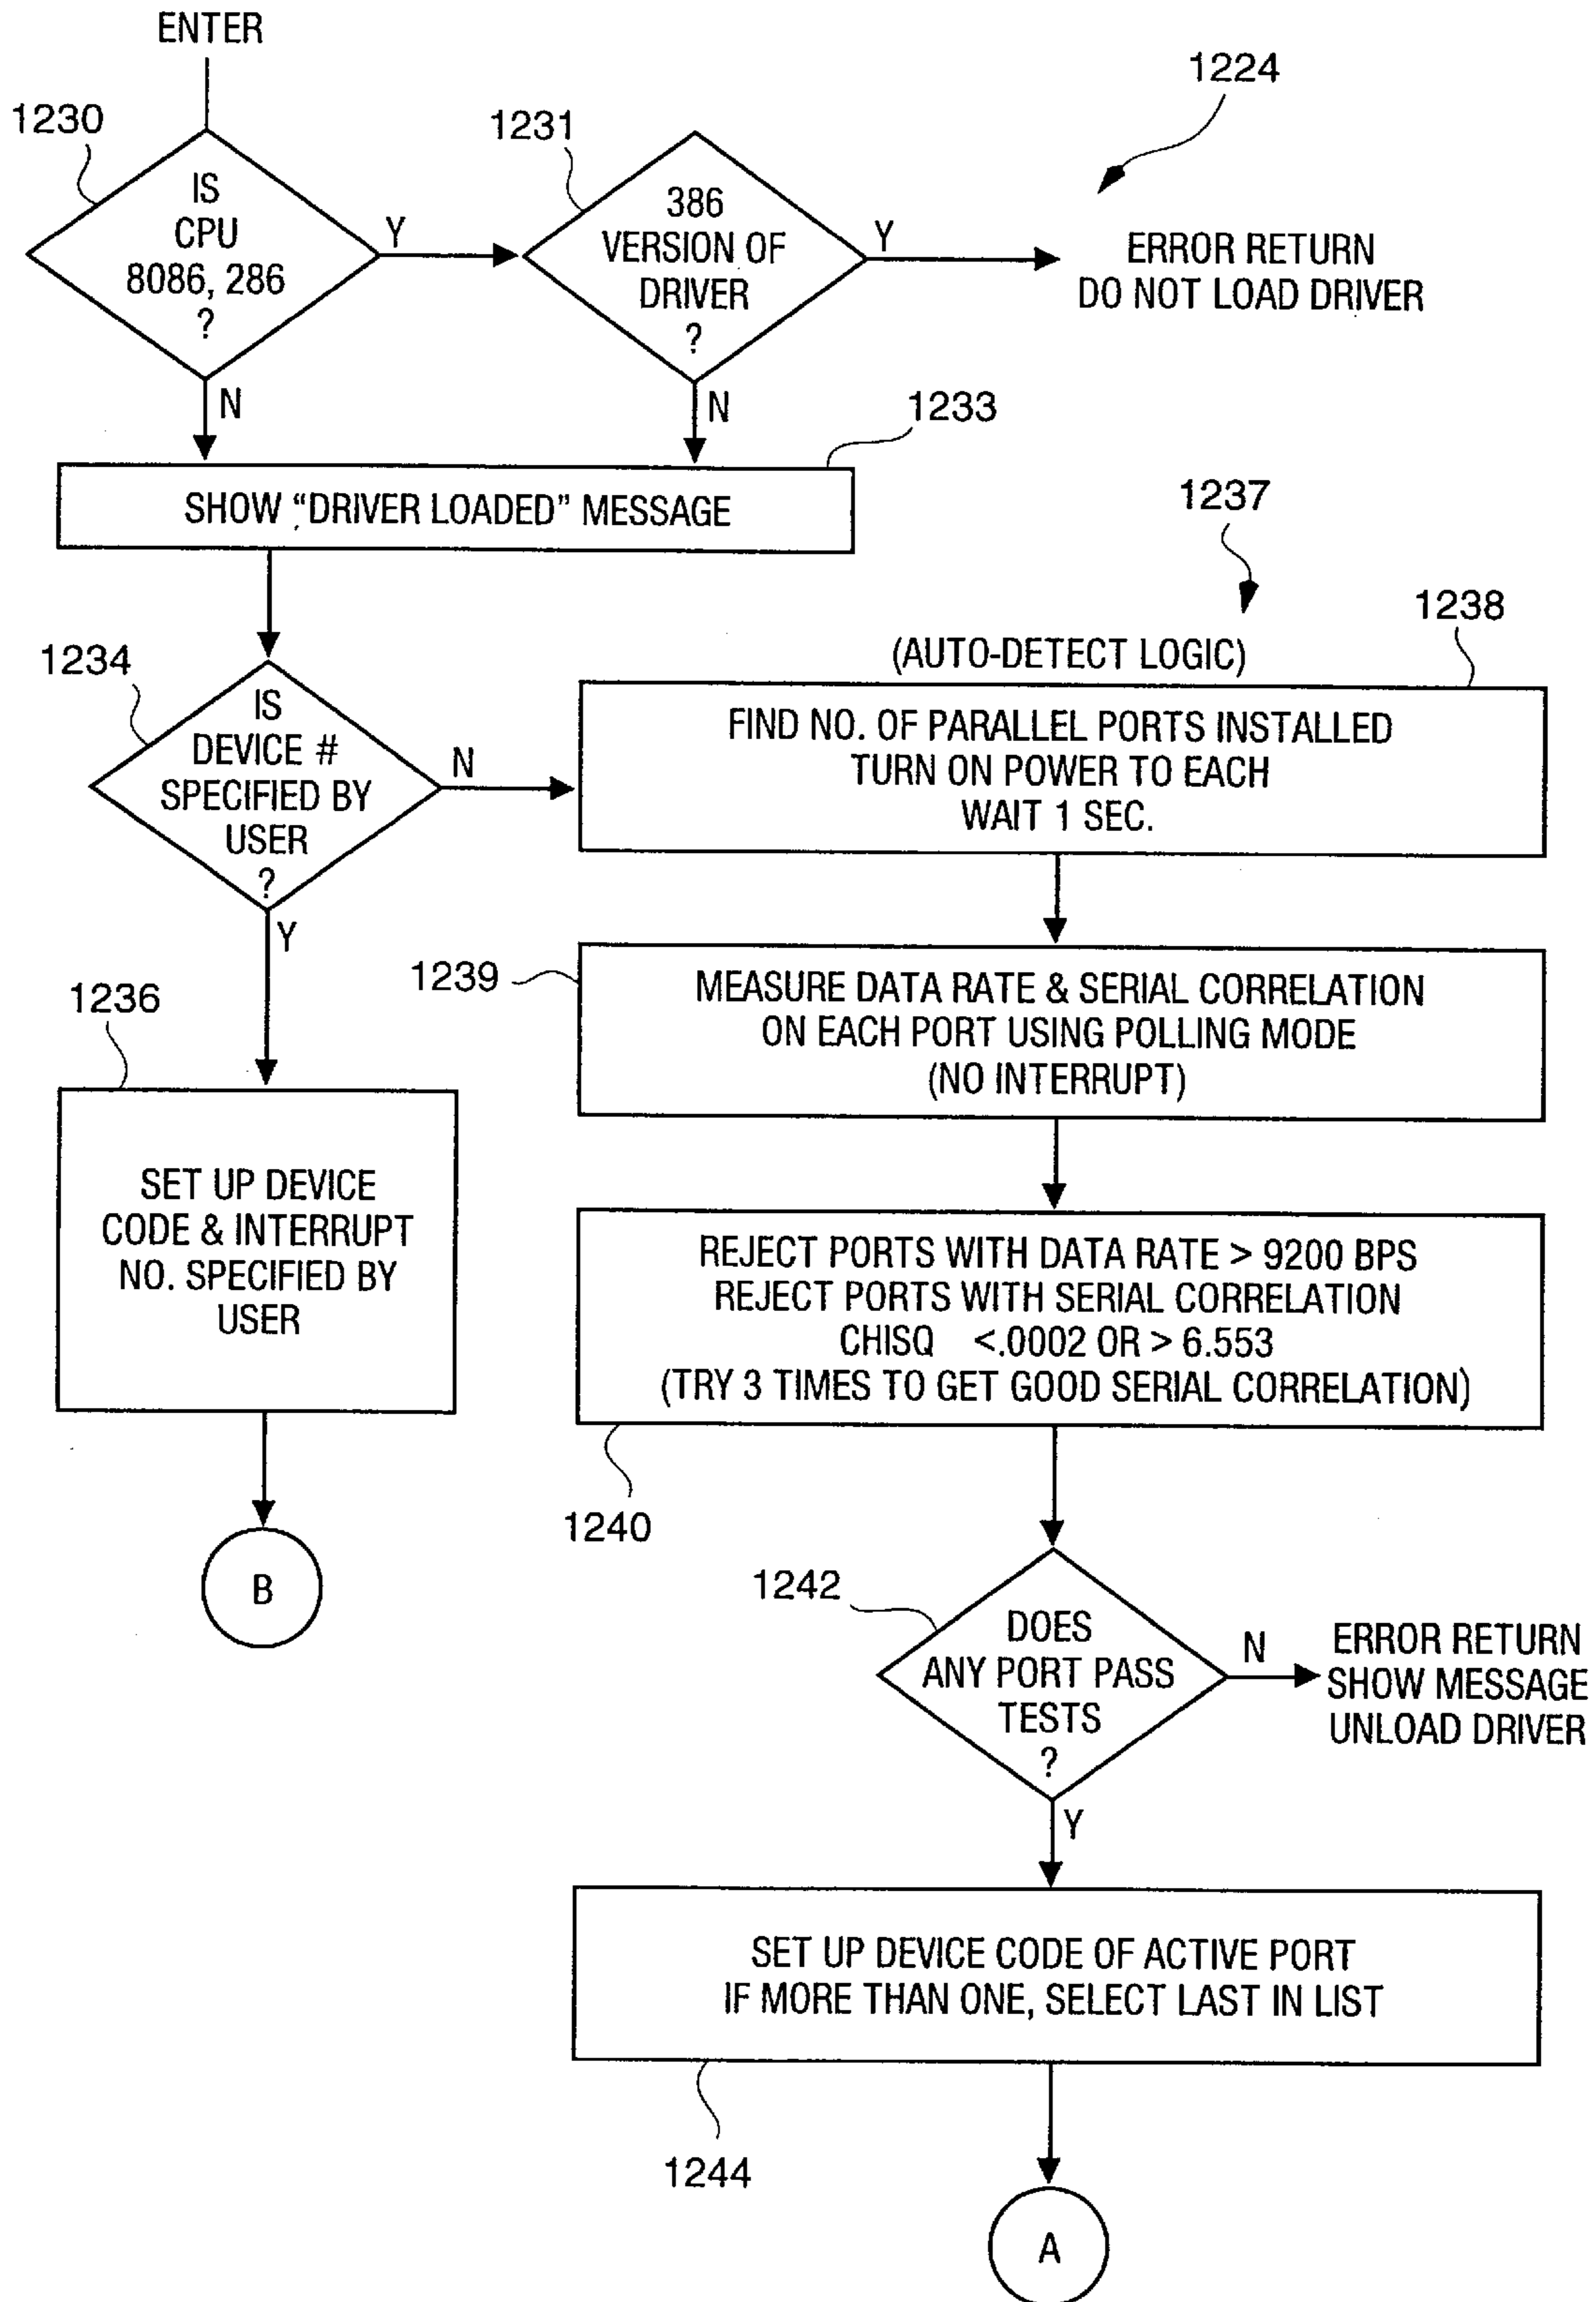 ENTER
1224
1230
1231
IS
CPU
8086, 286
?
Y
386
VERSION OF
DRIVER
?
Y
ERROR RETURN
DO NOT LOAD DRIVER
N
N
1233
SHOW "DRIVER LOADED" MESSAGE
1237
1238
1234
(AUTO-DETECT LOGIC)
IS
DEVICE #
SPECIFIED BY
USER
?
N
FIND NO. OF PARALLEL PORTS INSTALLED
TURN ON POWER TO EACH
WAIT 1 SEC.
Y
1239
MEASURE DATA RATE & SERIAL CORRELATION
ON EACH PORT USING POLLING MODE
(NO INTERRUPT)
1236
SET UP DEVICE
CODE & INTERRUPT
NO. SPECIFIED BY
USER
REJECT PORTS WITH DATA RATE > 9200 BPS
REJECT PORTS WITH SERIAL CORRELATION
CHISQ <.0002 OR > 6.553
(TRY 3 TIMES TO GET GOOD SERIAL CORRELATION)
1240
B
1242
DOES
ANY PORT PASS
TESTS
?
N
ERROR RETURN
SHOW MESSAGE
UNLOAD DRIVER
Y
SET UP DEVICE CODE OF ACTIVE PORT
IF MORE THAN ONE, SELECT LAST IN LIST
1244
A